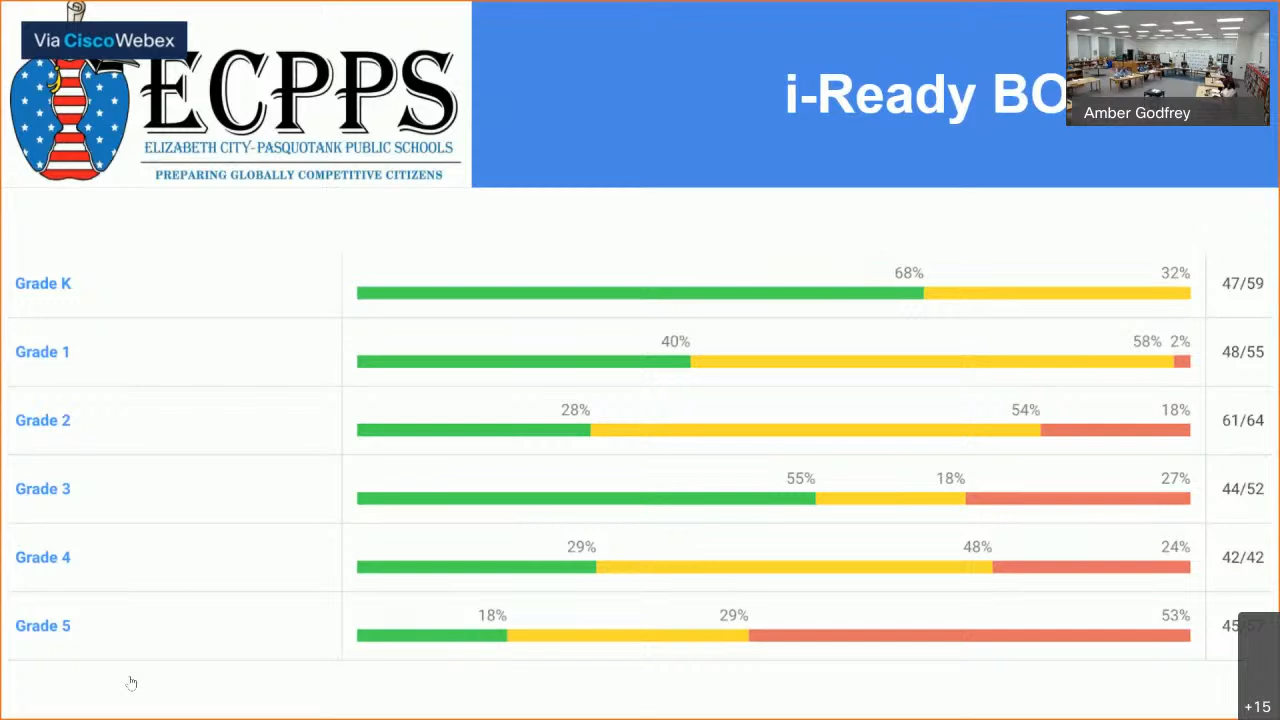 Via CiscoWebex
ECPPS
ELIZABETH CITY-PASQUOTANK PUBLIC SCHOOLS
PREPARING GLOBALLY COMPETITIVE CITIZENS
i-Ready BO
Amber Godfrey
Grade K
68%
32%
47/59
Grade 1
40%
58%
2%
48/55
Grade 2
28%
54%
18%
61/64
Grade 3
55%
18%
27%
44/52
Grade 4
29%
48%
24%
42/42
Grade 5
18%
29%
53%
45/57
+15